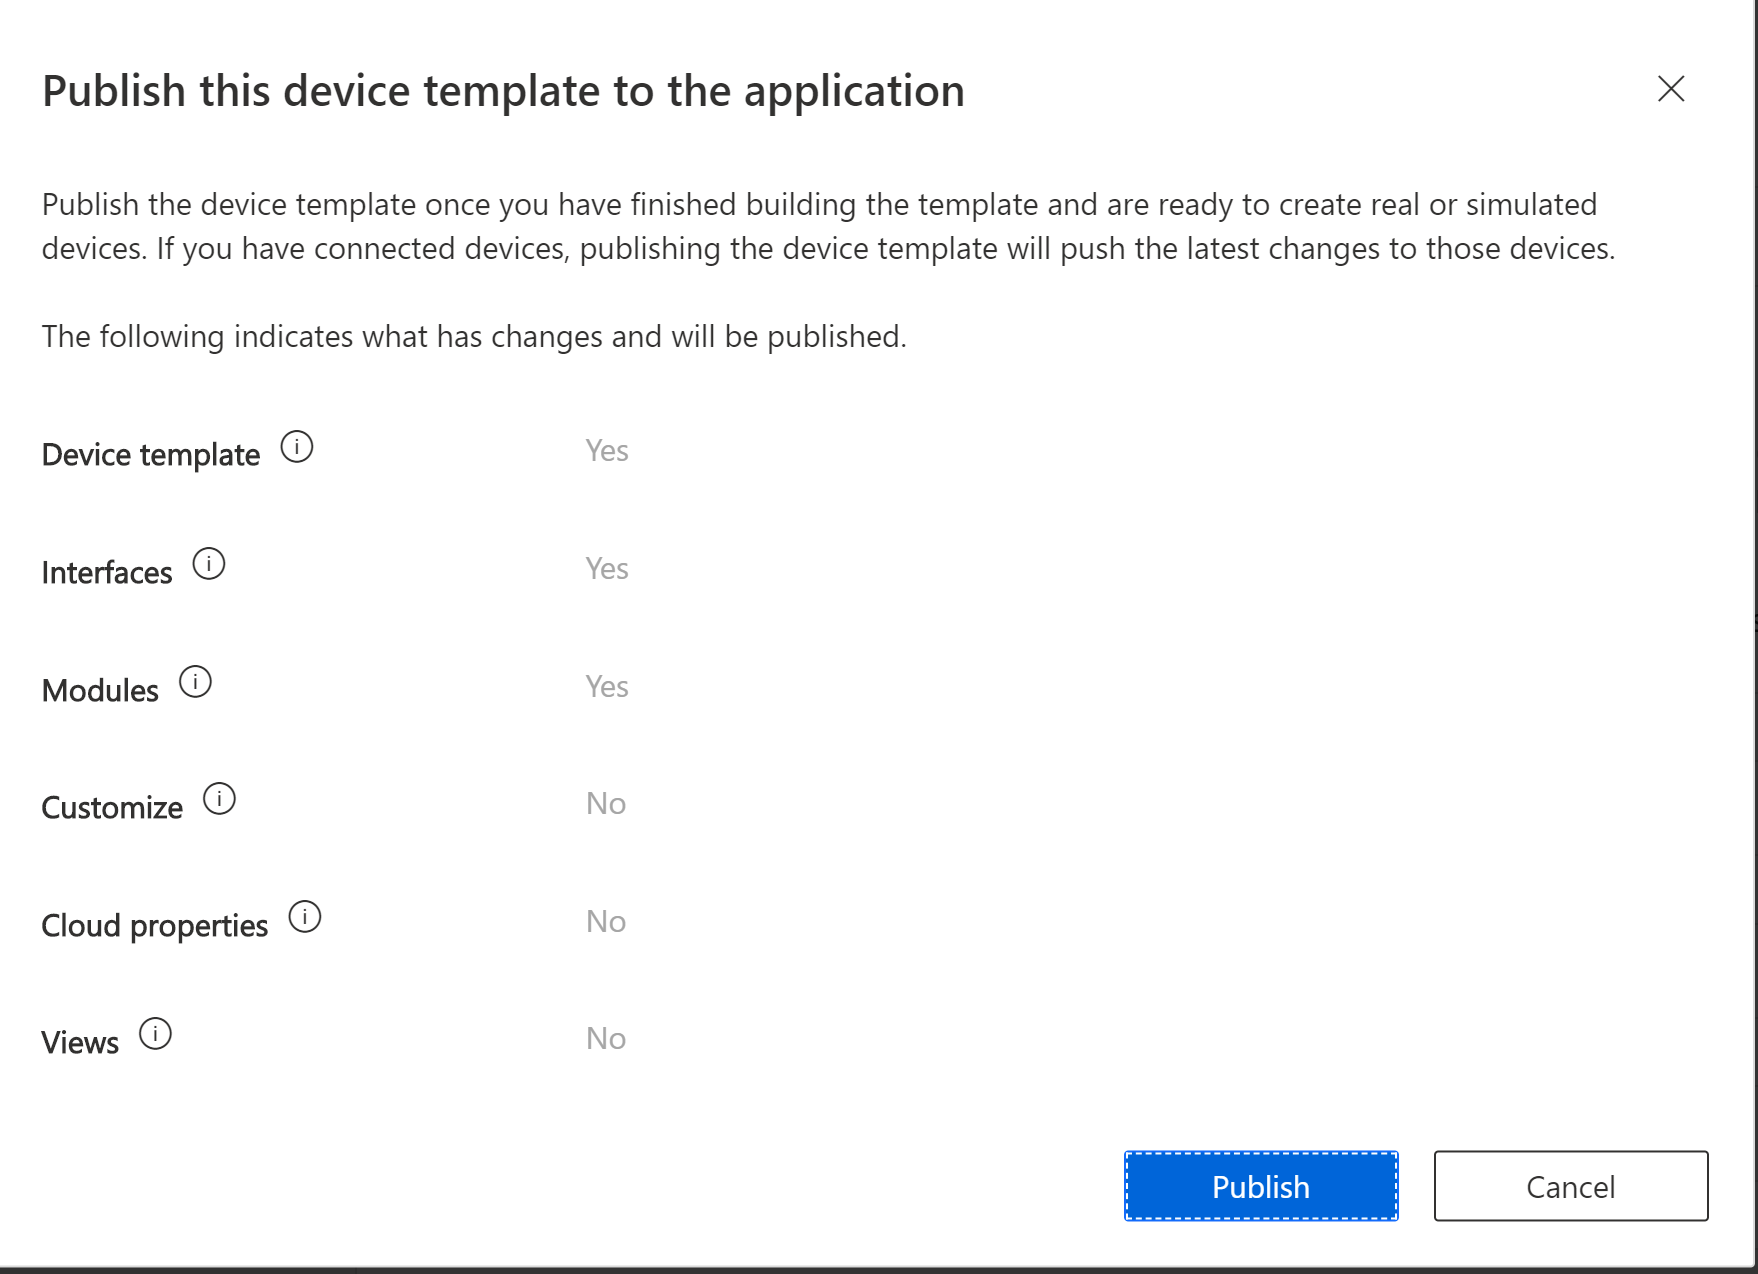 Publish this device template to the application
Publish the device template once you have finished building the template and are ready to create real or simulated
devices. If you have connected devices, publishing the device template will push the latest changes to those devices.
The following indicates what has changes and will be published.
Device template Yes
Interfaces Yes
Modules Yes
Customize No
Cloud properties No
Views No
Publish Cancel